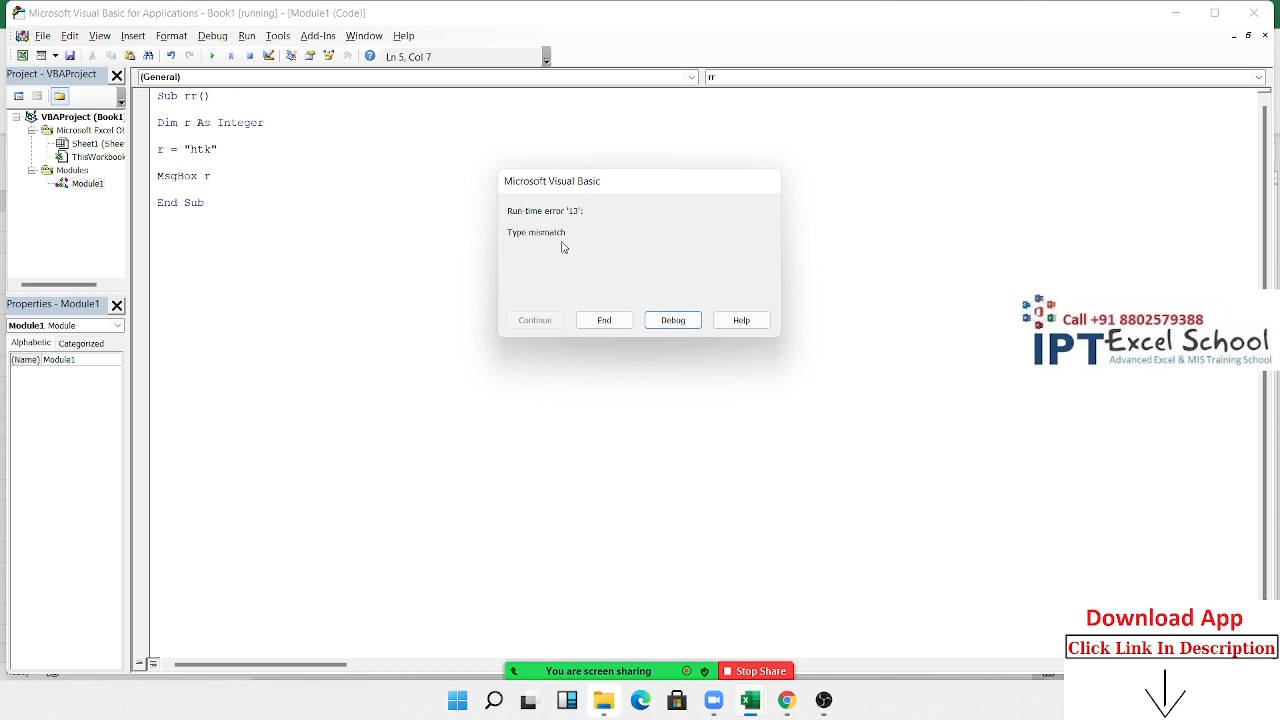 Microsoft Visual Basic for Applications - Book1 [running] - [Module1 (Code)]
File Edit View Insert Format Debug Run Tools Add-Ins Window Help
Ln 5, Col 7
Project - VBAProject
(General)
rr
VBAProject (Book1)
Microsoft Excel Ob
Sheet1 (Shee
ThisWorkbook
Modules
Module1
Sub rr()
Dim r As Integer
r = "htk"
MsgBox r
End Sub
Microsoft Visual Basic
Run-time error '13':
Type mismatch
Continue
End
Debug
Help
Properties - Module1
Module1 Module
Alphabetic Categorized
(Name) Module1
Call +91 8802579388
IPT Excel School
Advanced Excel & MIS Training School
Download App
Click Link In Description
You are screen sharing
Stop Share